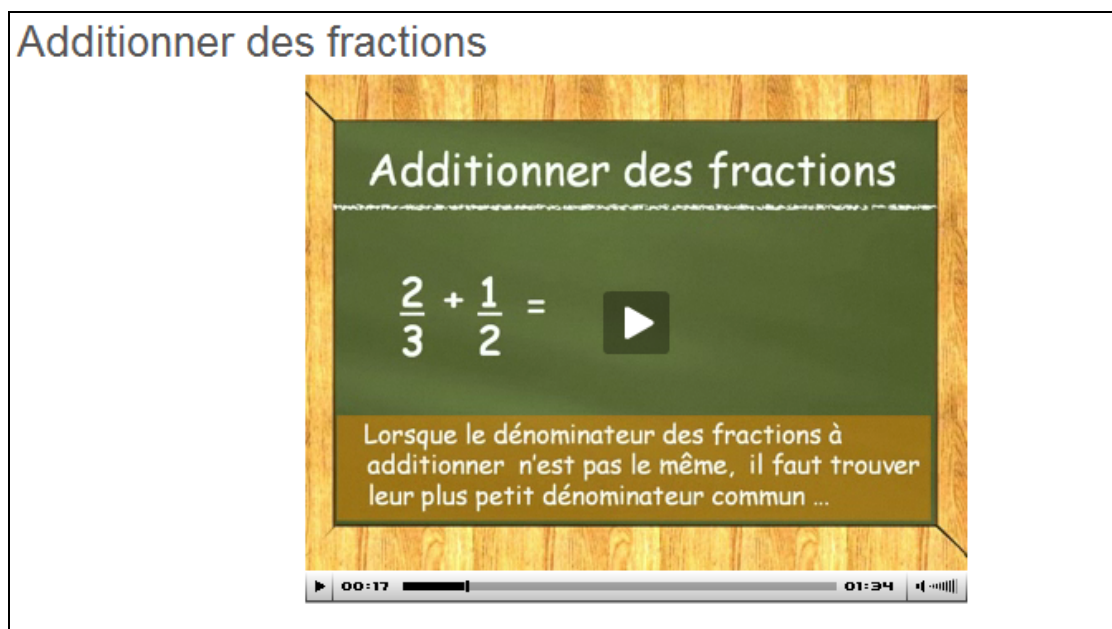 Additionner des fractions
Additionner des fractions
2/3 + 1/2 =
Lorsque le dénominateur des fractions à
additionner n'est pas le même, il faut trouver
leur plus petit dénominateur commun ...
00:17 01:34